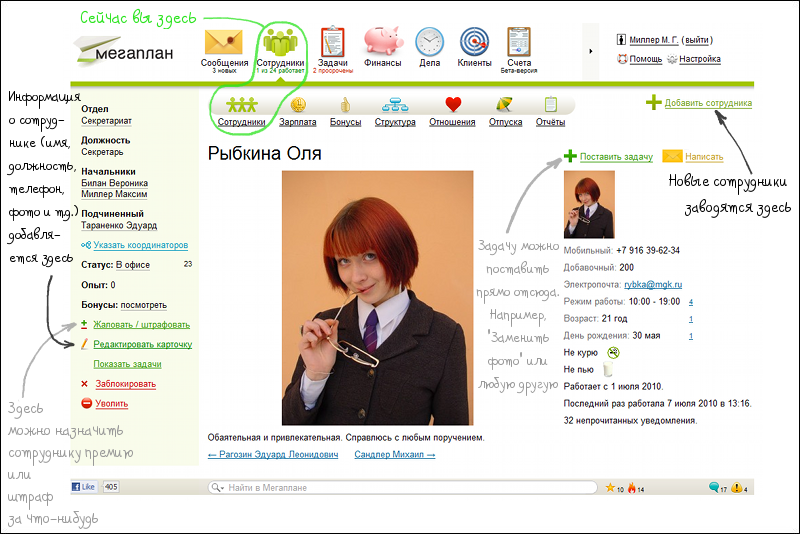 Сейчас вы здесь
мегаплан
Сообщения
3 новых
Сотрудники
1 из 24 работает
Задачи
2 просрочены
Финансы
Дела
Клиенты
Счета
Бета-версия
Миллер М. Г. (выйти)
Помощь Настройка
Сотрудники Зарплата Бонусы Структура Отношения Отпуска Отчёты
Добавить сотрудника
Информация
о сотруд-
нике (имя,
должность,
телефон,
фото и тд.)
добавля-
ется здесь
Отдел
Секретариат
Должность
Секретарь
Начальники
Билан Вероника
Миллер Максим
Подчиненный
Тараненко Эдуард
Указать координаторов
Статус: В офисе 23
Опыт: 0
Бонусы: посмотреть
Жаловать / штрафовать
Редактировать карточку
Показать задачи
Заблокировать
Уволить
Здесь
можно назначить
сотруднику премию
или
штраф
за что-нибудь
Рыбкина Оля
Поставить задачу Написать
Новые сотрудники
заводятся здесь
Задачу можно
поставить
прямо отсюда.
Например,
"Заменить
фото" или
любую другую
Мобильный: +7 916 39-62-34
Добавочный: 200
Электропочта: rybka@mgk.ru
Режим работы: 10:00 - 19:00 4
Возраст: 21 год 1
День рождения: 30 мая 1
Не курю
Не пью
Работает с 1 июля 2010.
Последний раз работала 7 июля 2010 в 13:16.
32 непрочитанных уведомления.
Обаятельная и привлекательная. Справлюсь с любым поручением.
← Рагозин Эдуард Леонидович Сандлер Михаил →
Like 405
Найти в Мегаплане
10 14
17 4